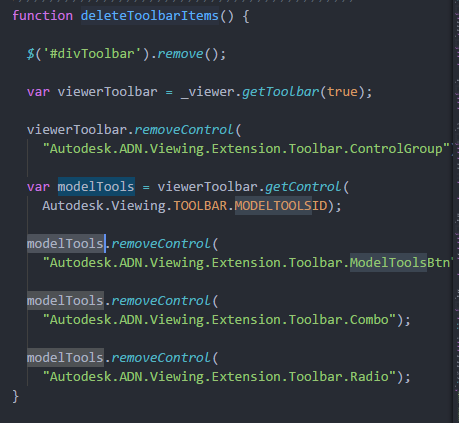 function deleteToolbarItems() {
$('#divToolbar').remove();
var viewerToolbar = _viewer.getToolbar(true);
viewerToolbar.removeControl(
"Autodesk.ADN.Viewing.Extension.Toolbar.ControlGroup"
var modelTools = viewerToolbar.getControl(
Autodesk.Viewing.TOOLBAR.MODELTOOLSID);
modelTools.removeControl(
"Autodesk.ADN.Viewing.Extension.Toolbar.ModelToolsBtn
modelTools.removeControl(
"Autodesk.ADN.Viewing.Extension.Toolbar.Combo");
modelTools.removeControl(
"Autodesk.ADN.Viewing.Extension.Toolbar.Radio");
}